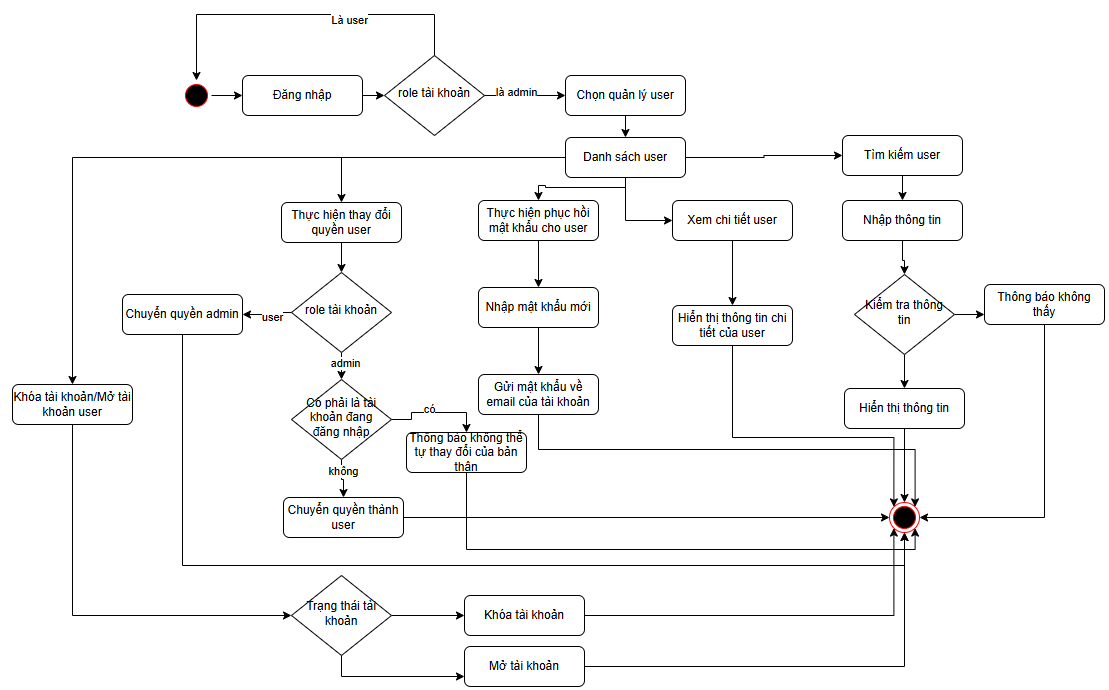 Là user
Đăng nhập
role tài khoản
là admin
Chọn quản lý user
Danh sách user
Tìm kiếm user
Thực hiện thay đổi
quyền user
Thực hiện phục hồi
mật khẩu cho user
Xem chi tiết user
Nhập thông tin
Chuyển quyền admin
user
role tài khoản
Nhập mật khẩu mới
Hiển thị thông tin chi
tiết của user
Kiểm tra thông
tin
Thông báo không
thấy
admin
Khóa tài khoản/Mở tài
khoản user
Có phải là tài
khoản đang
đăng nhập
có
Gửi mật khẩu về
email của tài khoản
Hiển thị thông tin
Thông báo không thể
tự thay đổi của bản
thân
không
Chuyển quyền thành
user
Trạng thái tài
khoản
Khóa tài khoản
Mở tài khoản